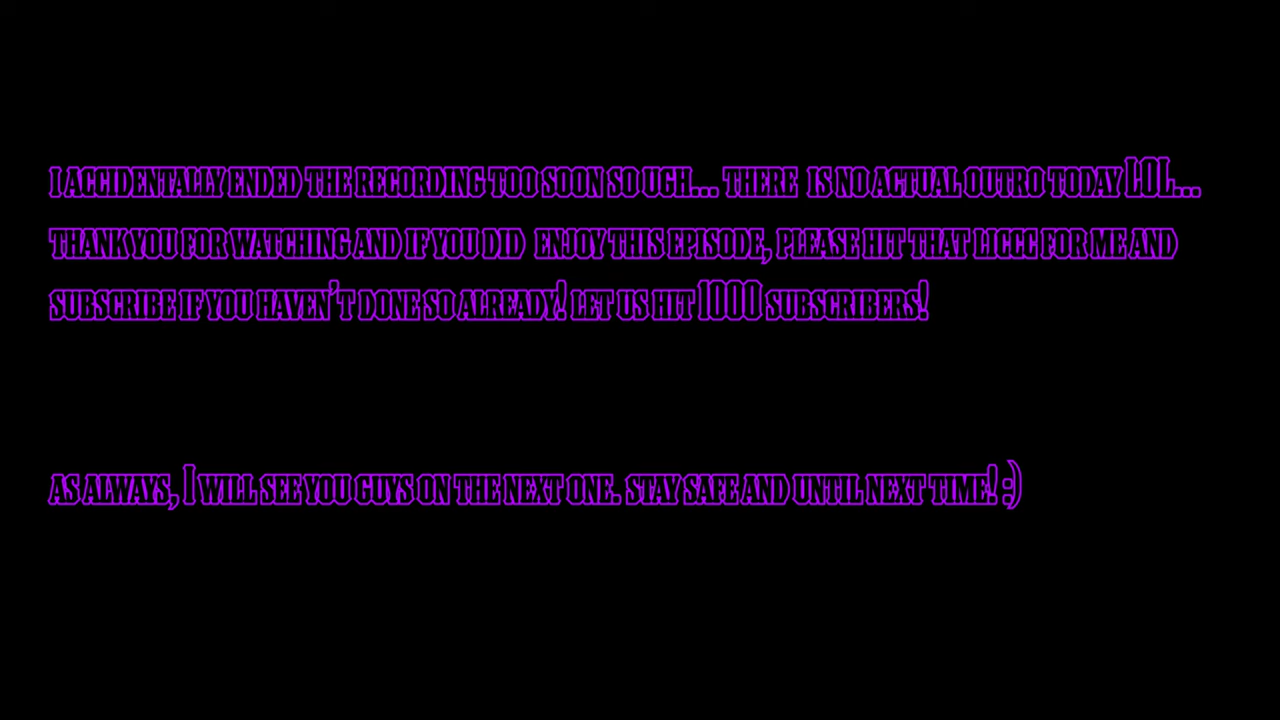 i accidentally ended the recording too soon so ugh... there is no actual outro today LOL...
thank you for watching and if you did enjoy this episode, please hit that liccc for me and
subscribe if you haven't done so already! let us hit 1000 subscribers!
as always, I will see you guys on the next one. stay safe and until next time! :)